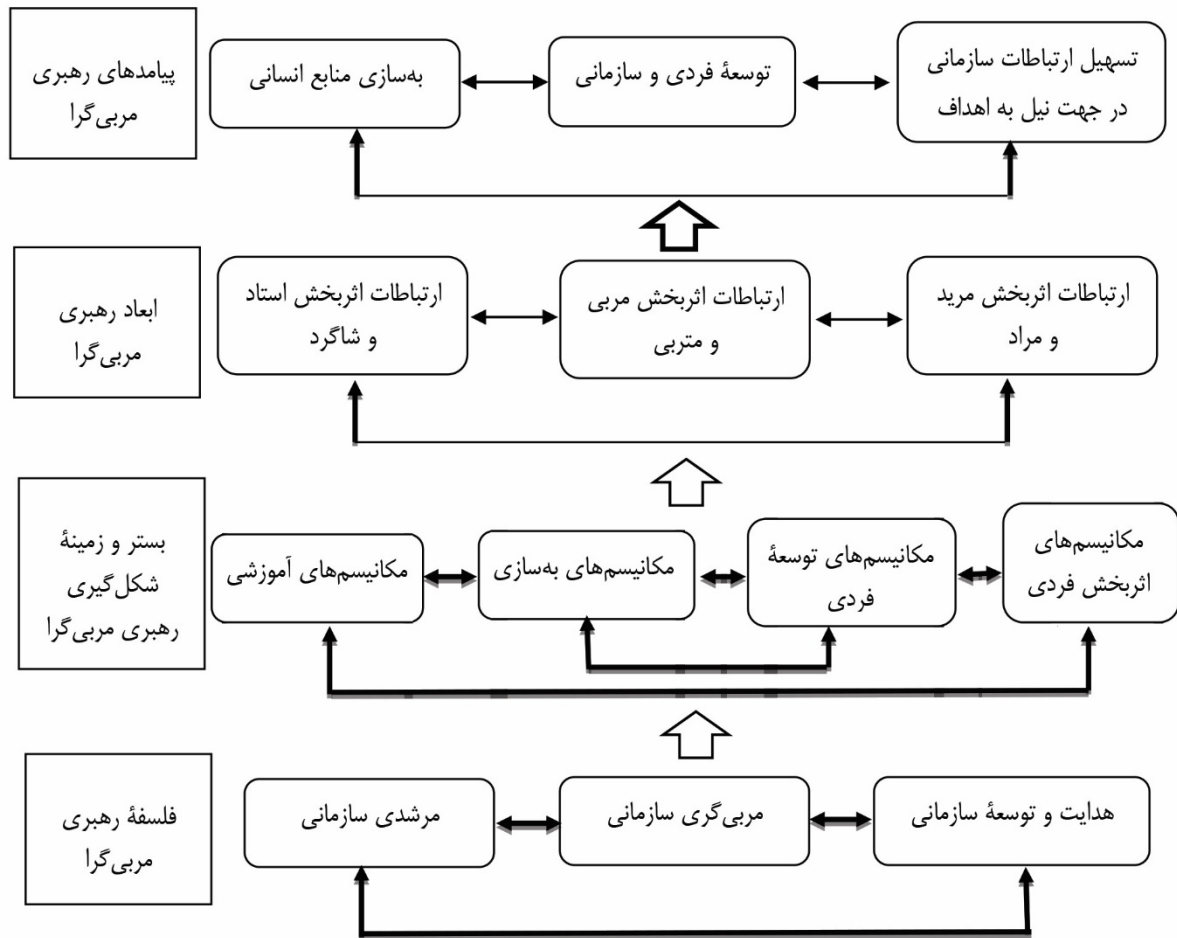 پیامدهای رهبری
مربی‌گرا
تسهیل ارتباطات سازمانی
در جهت نیل به اهداف
توسعهٔ فردی و سازمانی
به‌سازی منابع انسانی
ابعاد رهبری
مربی‌گرا
ارتباطات اثربخش مرید
و مراد
ارتباطات اثربخش مربی
و متربی
ارتباطات اثربخش استاد
و شاگرد
بستر و زمینهٔ
شکل‌گیری
رهبری مربی‌گرا
مکانیسم‌های
اثربخش فردی
مکانیسم‌های توسعهٔ
فردی
مکانیسم‌های به‌سازی
مکانیسم‌های آموزشی
فلسفهٔ رهبری
مربی‌گرا
هدایت و توسعهٔ سازمانی
مربی‌گری سازمانی
مرشدی سازمانی